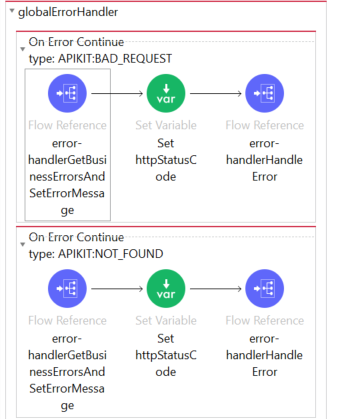 globalErrorHandler
On Error Continue
type: APIKIT:BAD_REQUEST
Flow Reference
error-
handlerGetBusi
nessErrorsAnd
SetErrorMessa
ge
var
Set Variable
Set
httpStatusC
ode
Flow Reference
error-
handlerHandle
Error
On Error Continue
type: APIKIT:NOT_FOUND
Flow Reference
error-
handlerGetBusi
nessErrorsAnd
SetErrorMessa
ge
var
Set Variable
Set
httpStatusC
ode
Flow Reference
error-
handlerHandle
Error